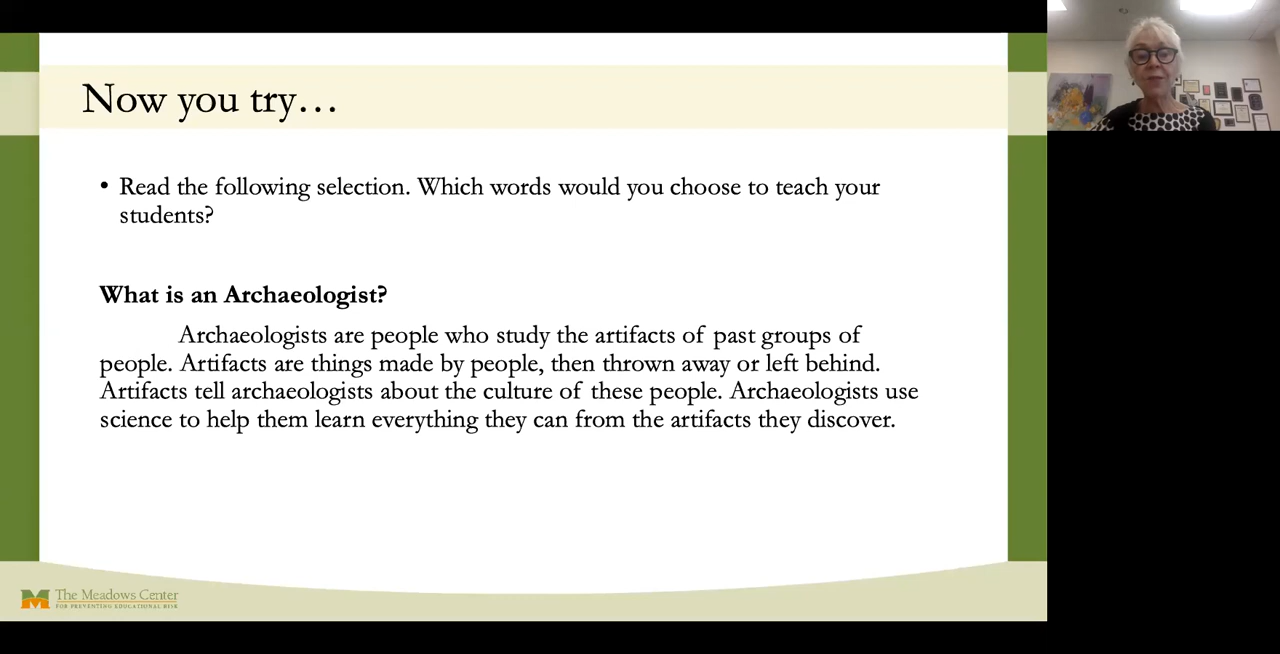 Now you try…
• Read the following selection. Which words would you choose to teach your
students?
What is an Archaeologist?
Archaeologists are people who study the artifacts of past groups of
people. Artifacts are things made by people, then thrown away or left behind.
Artifacts tell archaeologists about the culture of these people. Archaeologists use
science to help them learn everything they can from the artifacts they discover.
The Meadows Center
FOR PREVENTING EDUCATIONAL RISK